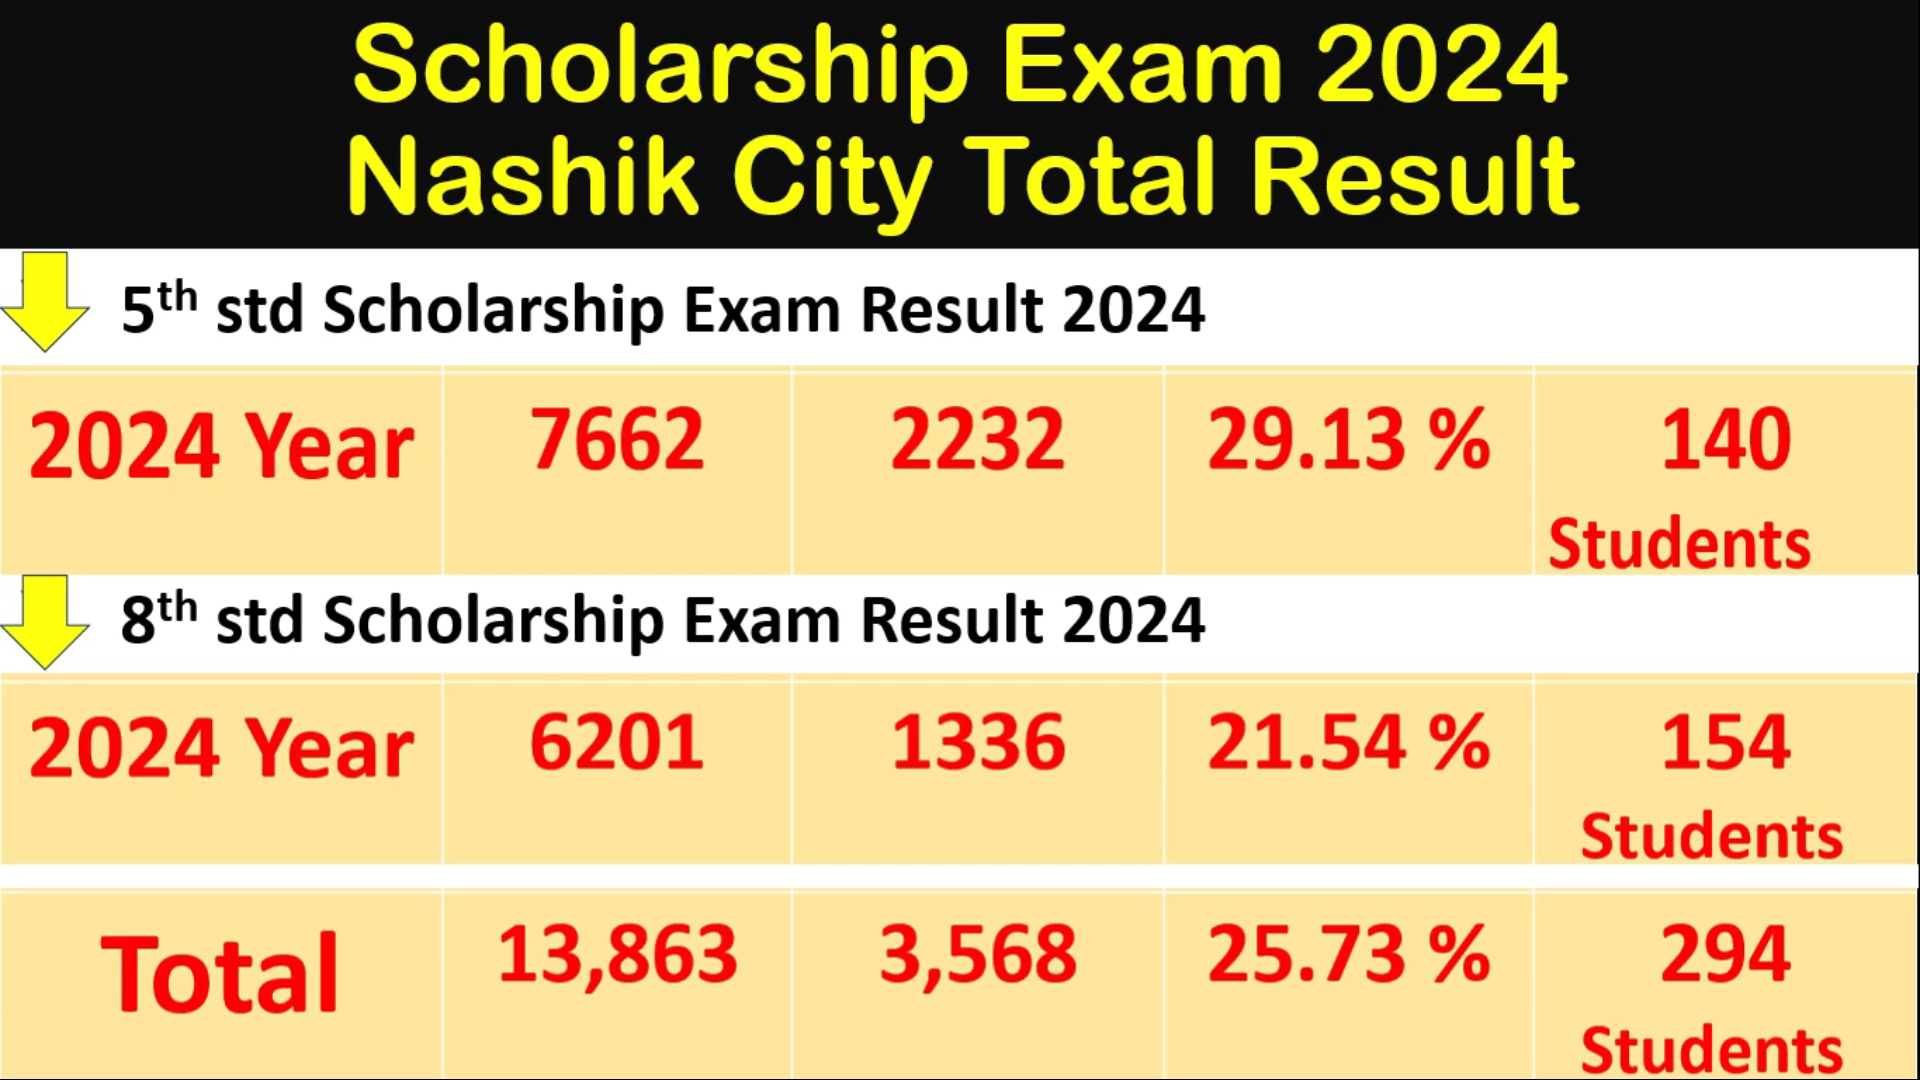 Scholarship Exam 2024
Nashik City Total Result
5th std Scholarship Exam Result 2024
2024 Year 7662 2232 29.13 % 140
Students
8th std Scholarship Exam Result 2024
2024 Year 6201 1336 21.54 % 154
Students
Total 13,863 3,568 25.73 % 294
Students